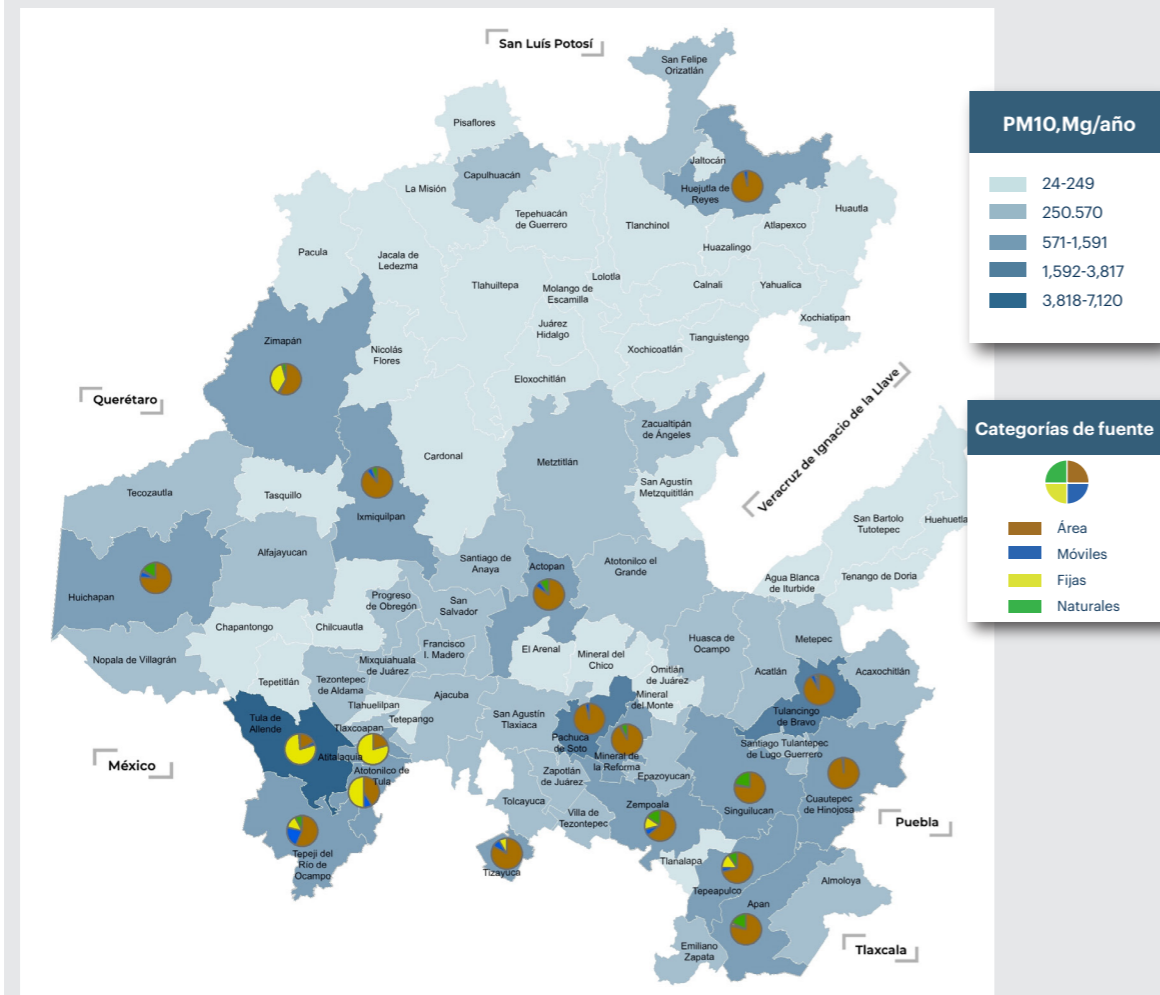 San Luís Potosí
San Felipe
Orizatlán
Pisaflores
PM10,Mg/año
24-249
250.570
571-1,591
1,592-3,817
3,818-7,120
Jaltocán
Capulhuacán
La Misión
Huejutla de
Reyes
Huautla
Tepehuacán
de Guerrero
Tlanchinol
Atlapexco
Huazalingo
Pacula
Jacala de
Ledezma
Lolotla
Tlahuiltepa
Molango de
Escamilla
Calnali
Yahualica
Xochiatipan
Juárez
Hidalgo
Tianguistengo
Zimapán
Nicolás
Flores
Xochicoatlán
Eloxochitlán
Querétaro
Veracruz de Ignacio de la Llave
Categorías de fuente
Área
Móviles
Fijas
Naturales
Zacualtipán
de Ángeles
Cardonal
Metztitlán
San Agustín
Metzquititlán
Tecozautla
Tasquillo
Ixmiquilpan
San Bartolo
Tutotepec
Huehuetla
Alfajayucan
Santiago de
Anaya
Actopan
Atotonilco el
Grande
Agua Blanca
de Iturbide
Tenango de Doria
Huichapan
Progreso
de Obregón
San
Salvador
Chapantongo
Chilcuautla
Huasca de
Ocampo
Metepec
Francisco
I. Madero
El Arenal
Mineral del
Chico
Nopala de Villagrán
Mixquiahuala
de Juárez
Omitlán
de Juárez
Acatlán
Acaxochitlán
Tepetitlán
Tezontepec
de Aldama
Ajacuba
Mineral
del Monte
Tlahuelilpan
Tetepango
San Agustín
Tlaxiaca
Tulancingo
de Bravo
Tula de
Allende
Tlaxcoapan
Pachuca
de Soto
Santiago Tulantepec
de Lugo Guerrero
Atitalaquia
Mineral de
la Reforma
México
Atotonilco de
Tula
Zapotlán
de Juárez
Epazoyucan
Tolcayuca
Villa de
Tezontepec
Zempoala
Singuilucan
Cuautepec
de Hinojosa
Puebla
Tepeji del
Río de
Ocampo
Tizayuca
Tlanalapa
Tepeapulco
Almoloya
Apan
Emiliano
Zapata
Tlaxcala